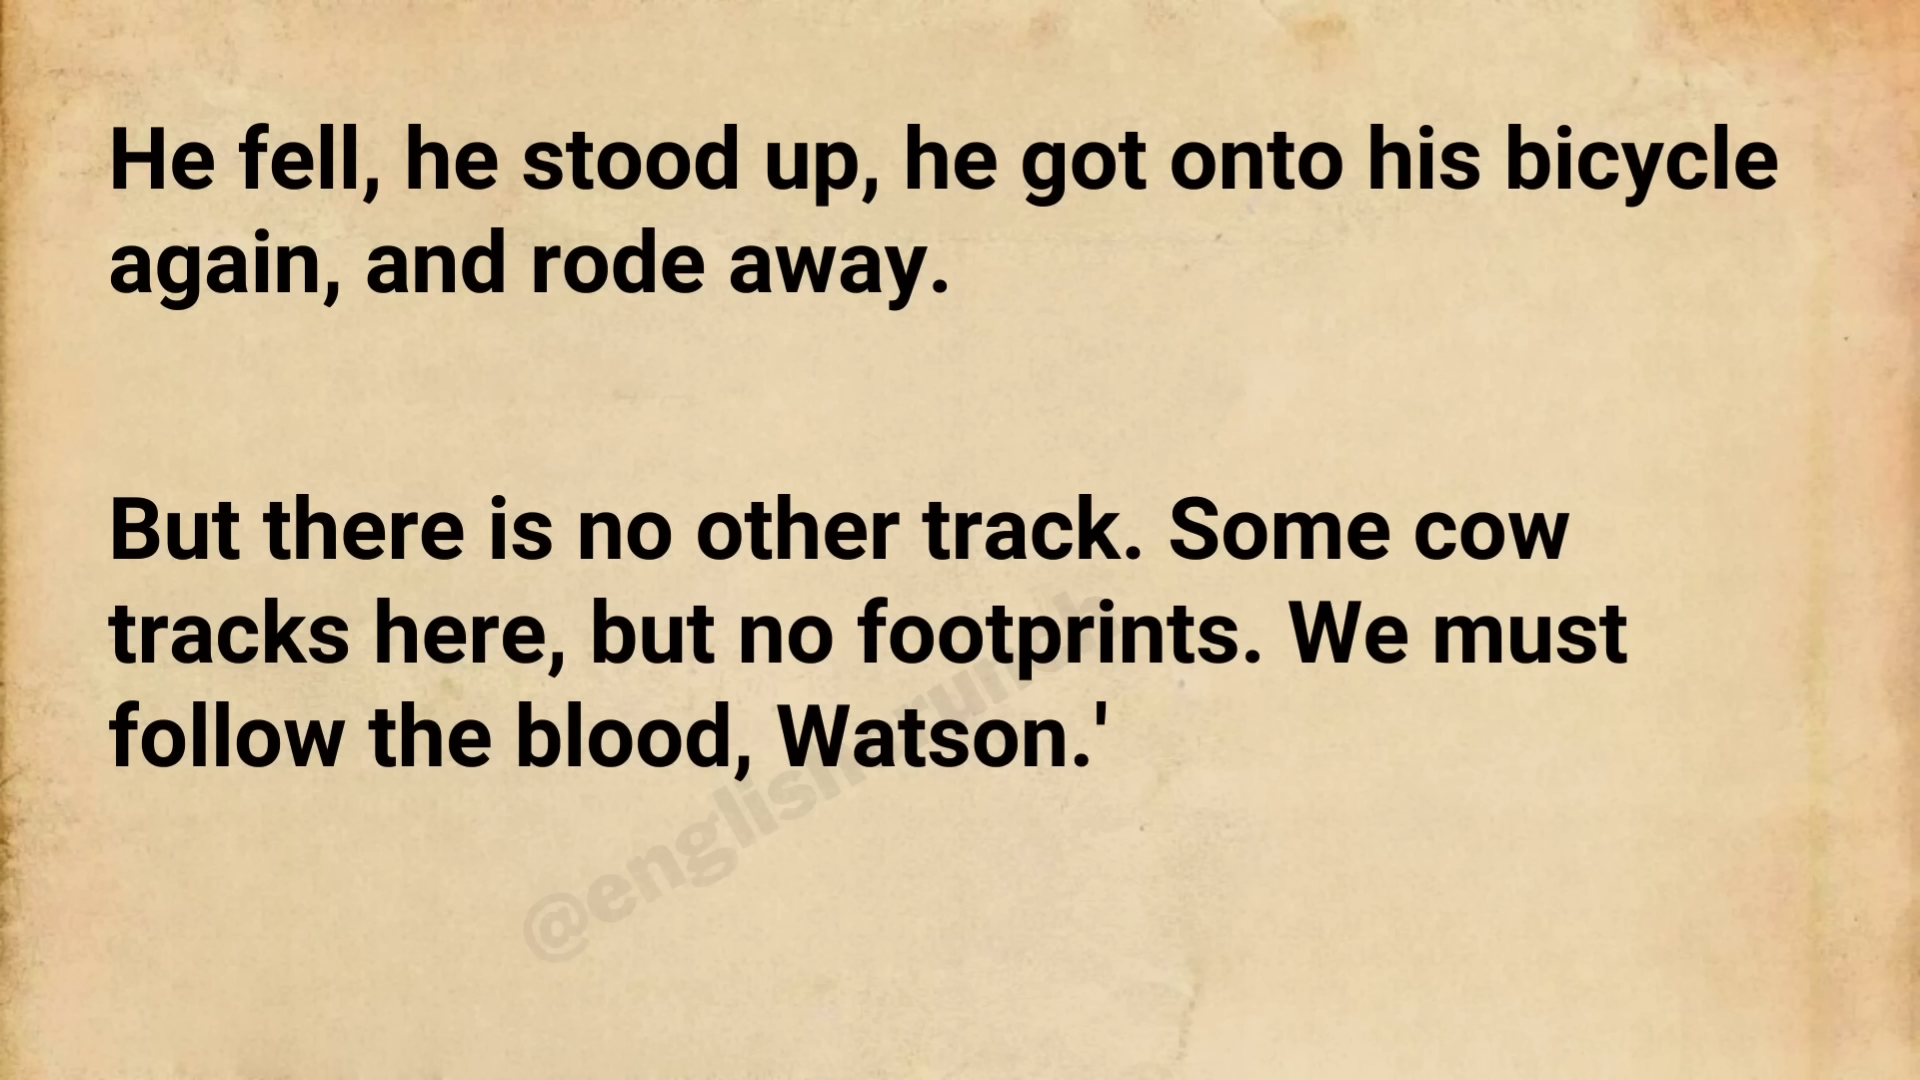 He fell, he stood up, he got onto his bicycle
again, and rode away.
But there is no other track. Some cow
tracks here, but no footprints. We must
follow the blood, Watson.'